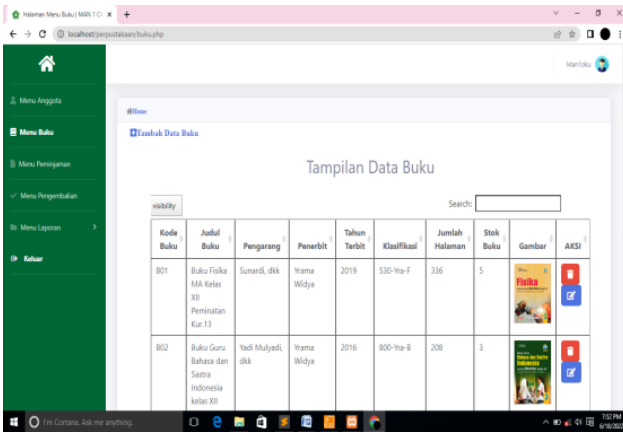 Halaman Menu Buku | MAN 1 O
localhost/perpustakaan/buku.php
Man1oku
Menu Anggota
Menu Buku
Menu Peminjaman
Menu Pengembalian
Menu Laporan
Keluar
Home
Tambah Data Buku
Tampilan Data Buku
visibility
Search:
Kode Buku Judul Buku Pengarang Penerbit Tahun Terbit Klasifikasi Jumlah Halaman Stok Buku Gambar AKSI
B01 Buku Fisika MA Kelas XII Peminatan Kur.13 Sunardi, dkk Yrama Widya 2019 530-Yra-F 336 5
Fisika
B02 Buku Guru Bahasa dan Sastra Indonesia kelas XII Yadi Mulyadi, dkk Yrama Widya 2016 800-Yra-B 208 3
I'm Cortana. Ask me anything.
7:52 PM
6/10/2022